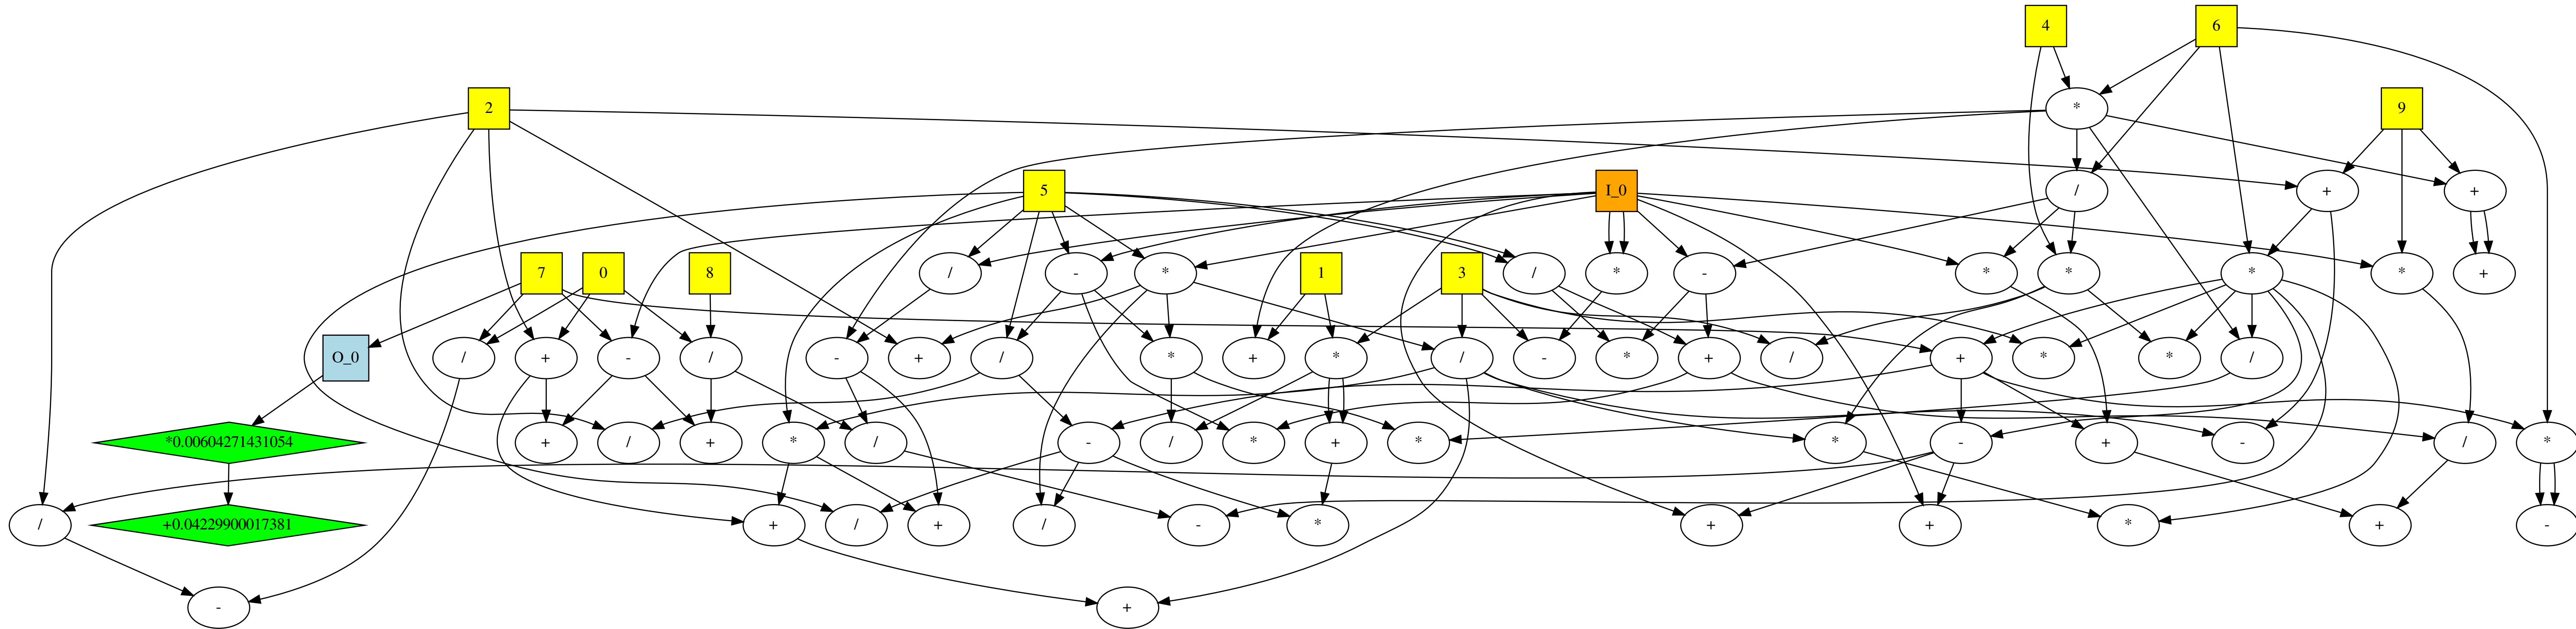 4 6
2 * 9
5 I_0 / + +
7 0 8 / - * 1 3 / * - * * * * +
O_0 / + - / - + / * + * / - * + / + * * /
*0.00604271431054 + / + * / - / * + * * - + - / *
/ +0.04229900017381 + / + / - * + + * + -
- +